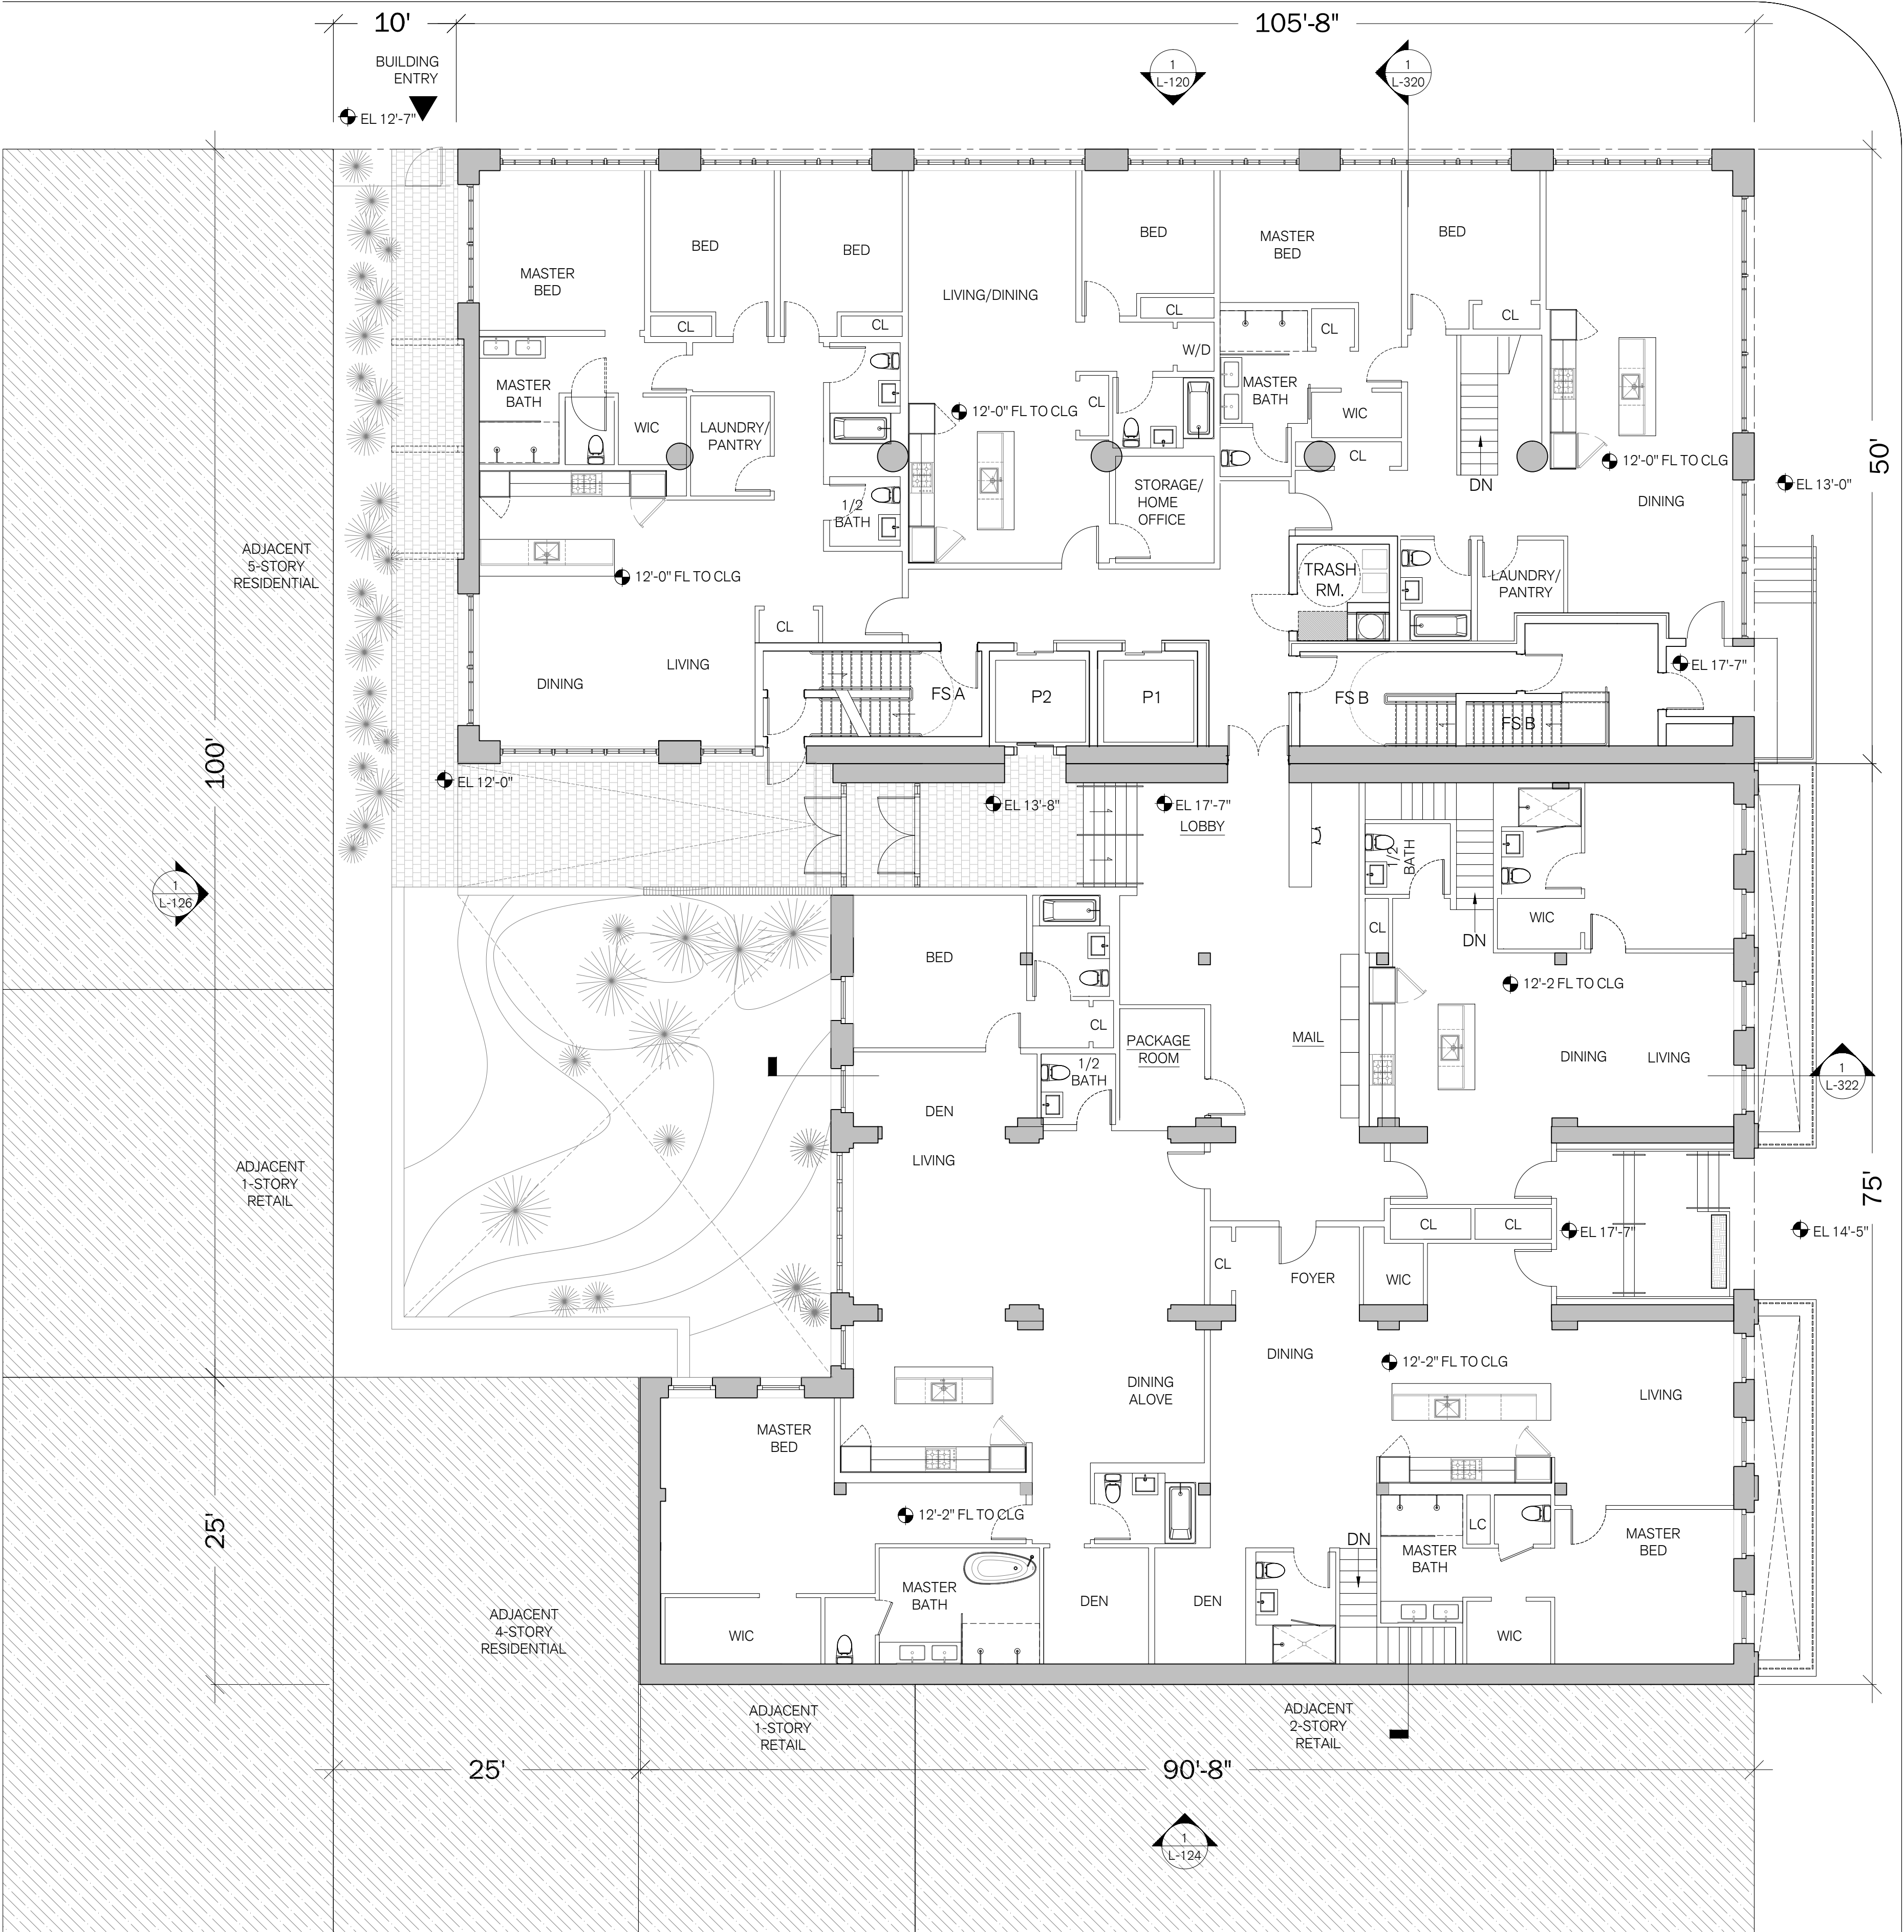 10'
105'-8"
BUILDING
ENTRY
1
L-120
1
L-320
EL 12'-7"
BED
BED
BED
MASTER
BED
BED
MASTER
BED
LIVING/DINING
CL
CL
CL
CL
CL
W/D
MASTER
BATH
MASTER
BATH
CL
12'-0" FL TO CLG
WIC
WIC
LAUNDRY/
PANTRY
CL
12'-0" FL TO CLG
50'
DN
EL 13'-0"
STORAGE/
HOME
OFFICE
DINING
1/2
BATH
ADJACENT
5-STORY
RESIDENTIAL
12'-0" FL TO CLG
TRASH
RM.
LAUNDRY/
PANTRY
CL
LIVING
DINING
EL 17'-7"
FS A
P2
P1
FS B
FS B
100'
EL 12'-0"
EL 13'-8"
EL 17'-7"
LOBBY
1/2
BATH
1
L-126
WIC
CL
DN
BED
12'-2 FL TO CLG
CL
PACKAGE
ROOM
MAIL
1/2
BATH
DINING
LIVING
1
L-322
DEN
LIVING
ADJACENT
1-STORY
RETAIL
75'
CL
CL
EL 17'-7"
EL 14'-5"
CL
FOYER
WIC
DINING
12'-2" FL TO CLG
DINING
ALOVE
LIVING
MASTER
BED
25'
12'-2" FL TO CLG
LC
DN
MASTER
BATH
MASTER
BED
MASTER
BATH
DEN
DEN
ADJACENT
4-STORY
RESIDENTIAL
WIC
WIC
ADJACENT
1-STORY
RETAIL
ADJACENT
2-STORY
RETAIL
25'
90'-8"
1
L-124